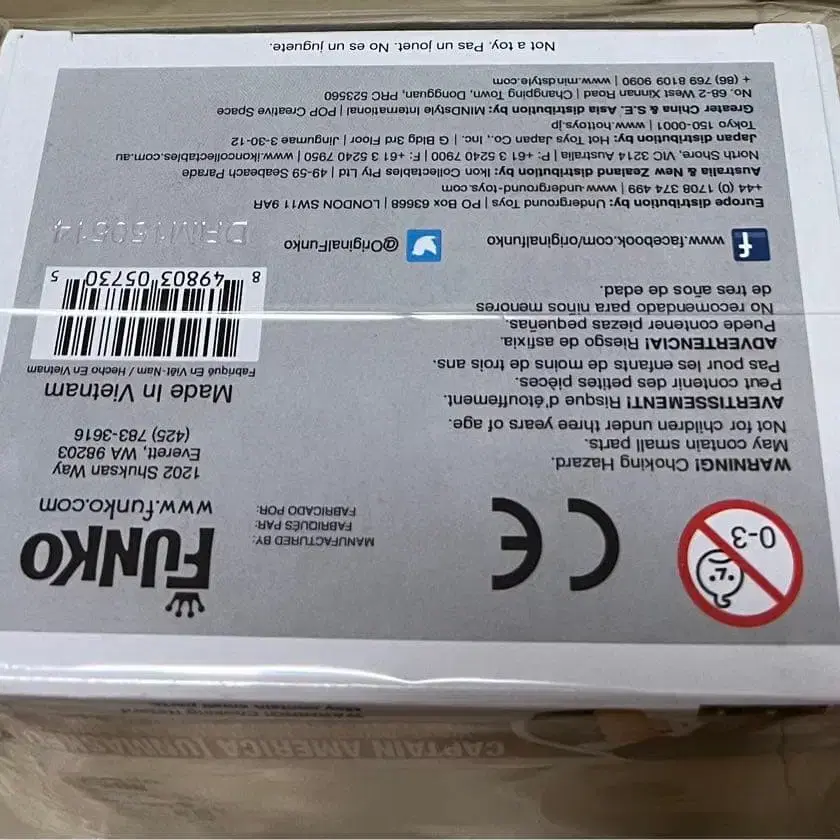 CAPTAIN AMERICA (UNMASKED
WARNING: Choking Hazard
May contain small parts.
0-3
CE
MANUFACTURED BY:
FABRIQUÉS PAR:
FABRICADO POR:
FUNKO
www.funko.com
1202 Shuksan Way
Everett, WA 98203
(425) 783-3616
Made In Vietnam
Fabriqué En Viêt-Nam / Hecho En Vietnam
8 49803 05730 5
DRM150514
WARNING! Choking Hazard.
May contain small parts.
Not for children under three years of age.
AVERTISSEMENT! Risque d'étouffement.
Peut contenir des petites pièces.
Pas pour les enfants de moins de trois ans.
ADVERTENCIA! Riesgo de asfixia.
Puede contener piezas pequeñas.
No recomendado para niños menores
de tres años de edad.
www.facebook.com/originalfunko
@OriginalFunko
Europe distribution by: Underground Toys | PO Box 63668 | LONDON SW11 9AR
+44 (0) 1708 374 499 | www.underground-toys.com
Australia & New Zealand distribution by: Ikon Collectables Pty Ltd | 49-59 Seabeach Parade
North Shore, VIC 3214 Australia | P: +61 3 5240 7900 | F: +61 3 5240 7950 | www.ikoncollectables.com.au
Japan distribution by: Hot Toys Japan Co., Inc. | G Bldg 3rd Floor | Jingumae 3-30-12
Tokyo 150-0001 | www.hottoys.jp
Greater China & S.E. Asia distribution by: MINDstyle International | POP Creative Space
No. 68-2 West Xinnan Road | Changping Town, Dongguan, PRC 523560
+ (86) 769 8109 9090 | www.mindstyle.com
Not a toy. Pas un jouet. No es un juguete.